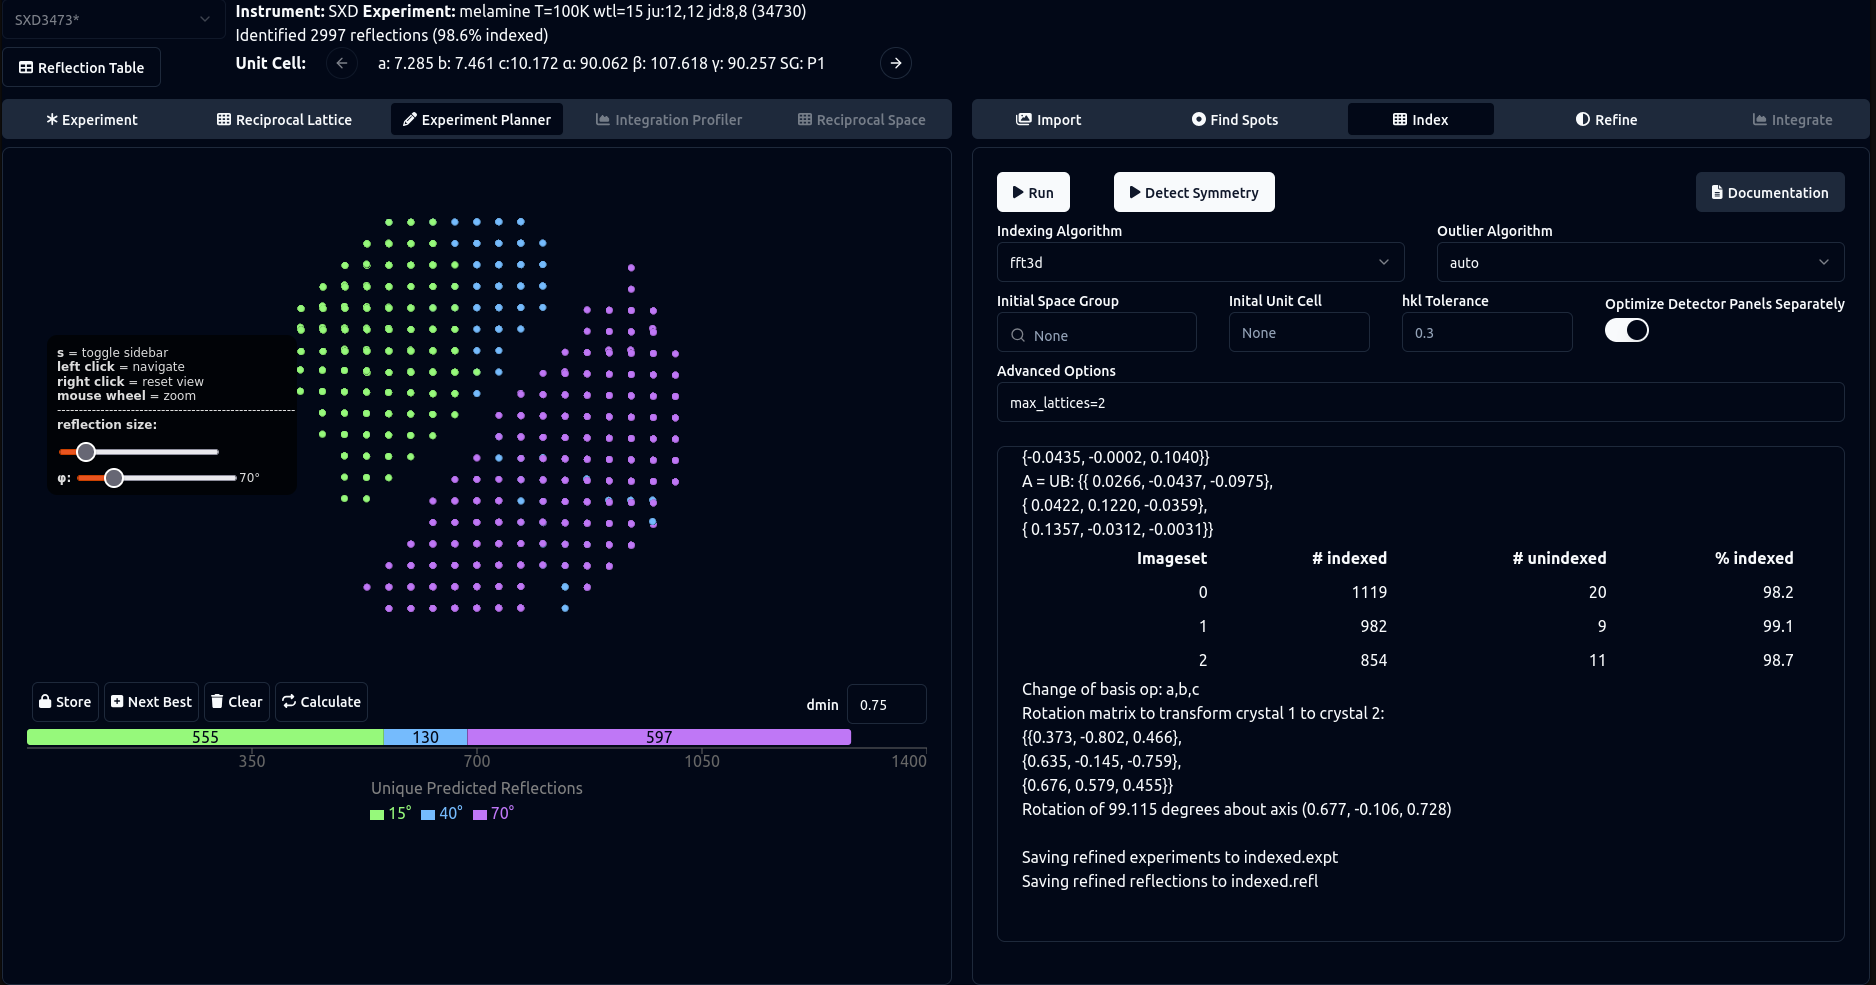 SXD3473*
Instrument: SXD Experiment: melamine T=100K wtl=15 ju:12,12 jd:8,8 (34730)
Identified 2997 reflections (98.6% indexed)
Reflection Table
Unit Cell: a: 7.285 b: 7.461 c:10.172 α: 90.062 β: 107.618 γ: 90.257 SG: P1
Experiment Reciprocal Lattice Experiment Planner Integration Profiler Reciprocal Space
s = toggle sidebar
left click = navigate
right click = reset view
mouse wheel = zoom
-------------------------------------------------------
reflection size:
φ: 70°
Store Next Best Clear Calculate dmin 0.75
555 130 597
350 700 1050 1400
Unique Predicted Reflections
15° 40° 70°
Import Find Spots Index Refine Integrate
Run Detect Symmetry Documentation
Indexing Algorithm Outlier Algorithm
fft3d auto
Initial Space Group Inital Unit Cell hkl Tolerance Optimize Detector Panels Separately
None None 0.3
Advanced Options
max_lattices=2
{-0.0435, -0.0002, 0.1040}}
A = UB: {{ 0.0266, -0.0437, -0.0975},
{ 0.0422, 0.1220, -0.0359},
{ 0.1357, -0.0312, -0.0031}}
Imageset # indexed # unindexed % indexed
0 1119 20 98.2
1 982 9 99.1
2 854 11 98.7
Change of basis op: a,b,c
Rotation matrix to transform crystal 1 to crystal 2:
{{0.373, -0.802, 0.466},
{0.635, -0.145, -0.759},
{0.676, 0.579, 0.455}}
Rotation of 99.115 degrees about axis (0.677, -0.106, 0.728)
Saving refined experiments to indexed.expt
Saving refined reflections to indexed.refl